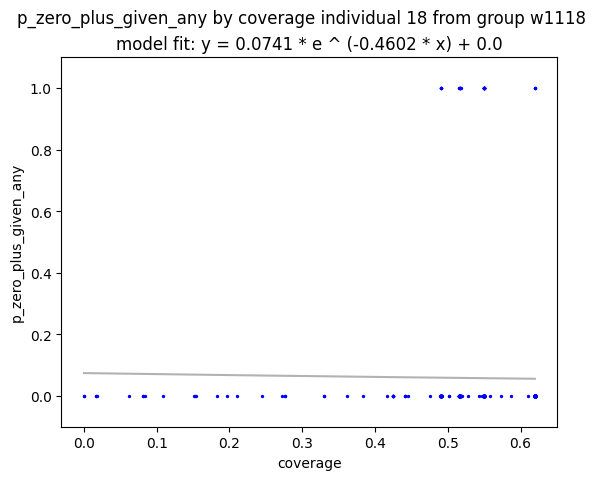 p_zero_plus_given_any by coverage individual 18 from group w1118
model fit: y = 0.0741 * e ^ (-0.4602 * x) + 0.0
1.0
0.8
0.6
0.4
0.2
0.0
p_zero_plus_given_any
0.0 0.1 0.2 0.3 0.4 0.5 0.6
coverage